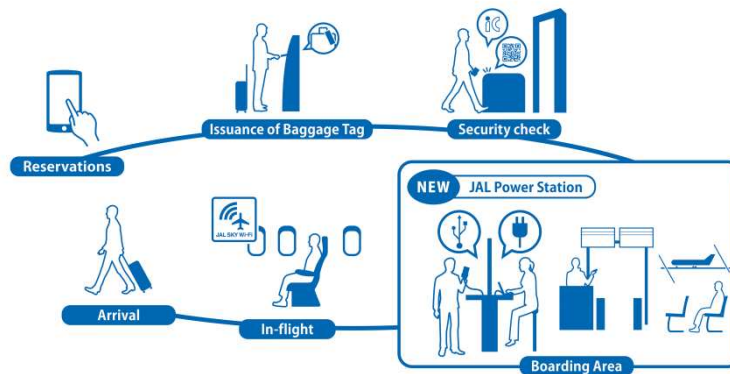 Reservations
Issuance of Baggage Tag
iC
Security check
NEW JAL Power Station
Boarding Area
JAL SKY Wi-Fi
In-flight
Arrival